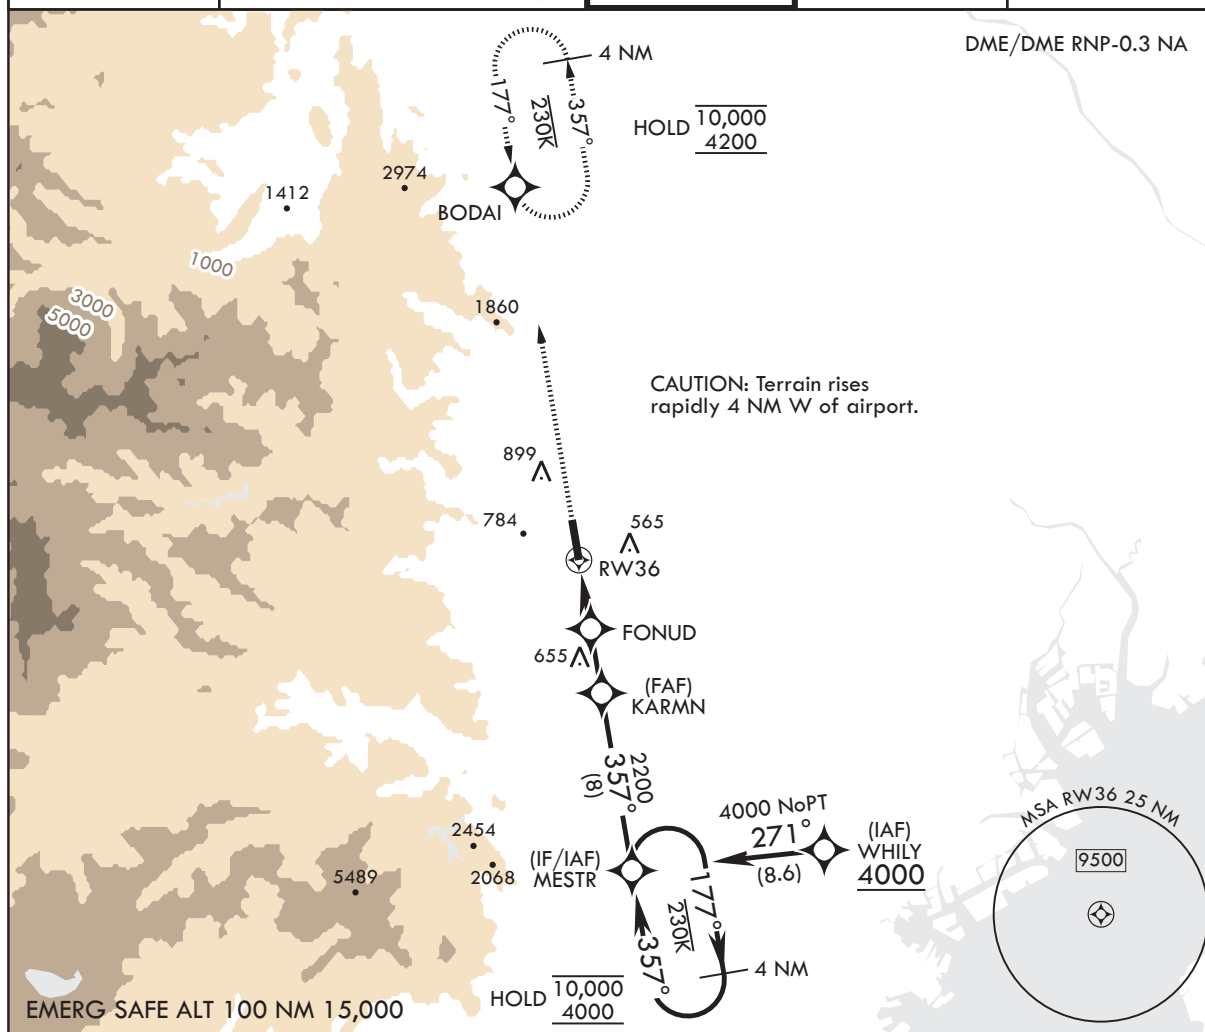 DME/DME RNP-0.3 NA
4 NM
177°
230K
357°
HOLD 10,000
4200
2974
1412
BODAI
1000
3000
5000
1860
CAUTION: Terrain rises
rapidly 4 NM W of airport.
899
784
565
RW36
FONUD
655
(FAF)
KARMN
2200
357°
(8)
4000 NoPT
271°
(8.6)
(IAF)
WHILY
4000
MSA RW36 25 NM
9500
2454
2068
5489
(IF/IAF)
MESTR
177°
230K
357°
4 NM
HOLD 10,000
4000
EMERG SAFE ALT 100 NM 15,000